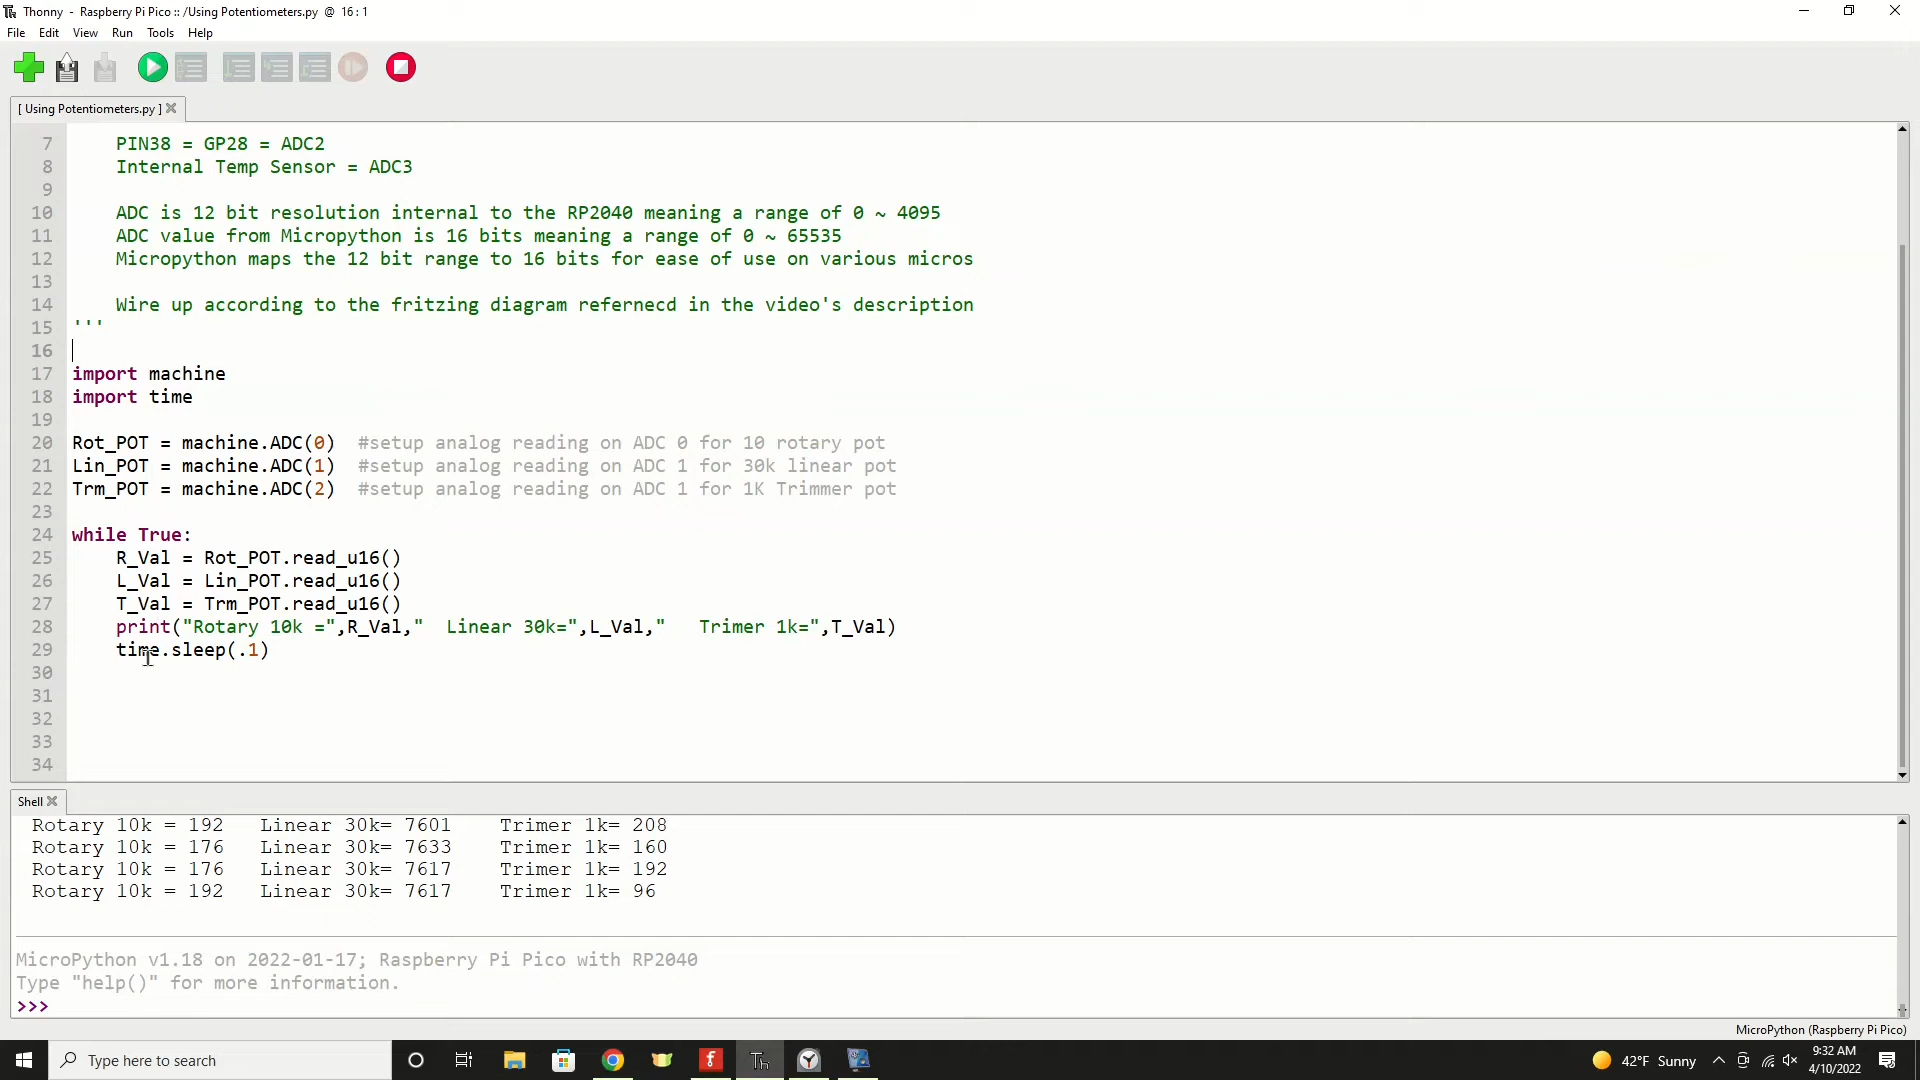 Thonny - Raspberry Pi Pico :: /Using Potentiometers.py @ 16 : 1
File Edit View Run Tools Help
[ Using Potentiometers.py ]
7 PIN38 = GP28 = ADC2
8 Internal Temp Sensor = ADC3
9
10 ADC is 12 bit resolution internal to the RP2040 meaning a range of 0 ~ 4095
11 ADC value from Micropython is 16 bits meaning a range of 0 ~ 65535
12 Micropython maps the 12 bit range to 16 bits for ease of use on various micros
13
14 Wire up according to the fritzing diagram refernecd in the video's description
15 '''
16
17 import machine
18 import time
19
20 Rot_POT = machine.ADC(0) #setup analog reading on ADC 0 for 10 rotary pot
21 Lin_POT = machine.ADC(1) #setup analog reading on ADC 1 for 30k linear pot
22 Trm_POT = machine.ADC(2) #setup analog reading on ADC 1 for 1K Trimmer pot
23
24 while True:
25 R_Val = Rot_POT.read_u16()
26 L_Val = Lin_POT.read_u16()
27 T_Val = Trm_POT.read_u16()
28 print("Rotary 10k =",R_Val,"  Linear 30k=",L_Val,"   Trimer 1k=",T_Val)
29 time.sleep(.1)
30
31
32
33
34
Shell
Rotary 10k = 192   Linear 30k= 7601    Trimer 1k= 208
Rotary 10k = 176   Linear 30k= 7633    Trimer 1k= 160
Rotary 10k = 176   Linear 30k= 7617    Trimer 1k= 192
Rotary 10k = 192   Linear 30k= 7617    Trimer 1k= 96
MicroPython v1.18 on 2022-01-17; Raspberry Pi Pico with RP2040
Type "help()" for more information.
>>>
MicroPython (Raspberry Pi Pico)
Type here to search
42°F Sunny
9:32 AM
4/10/2022